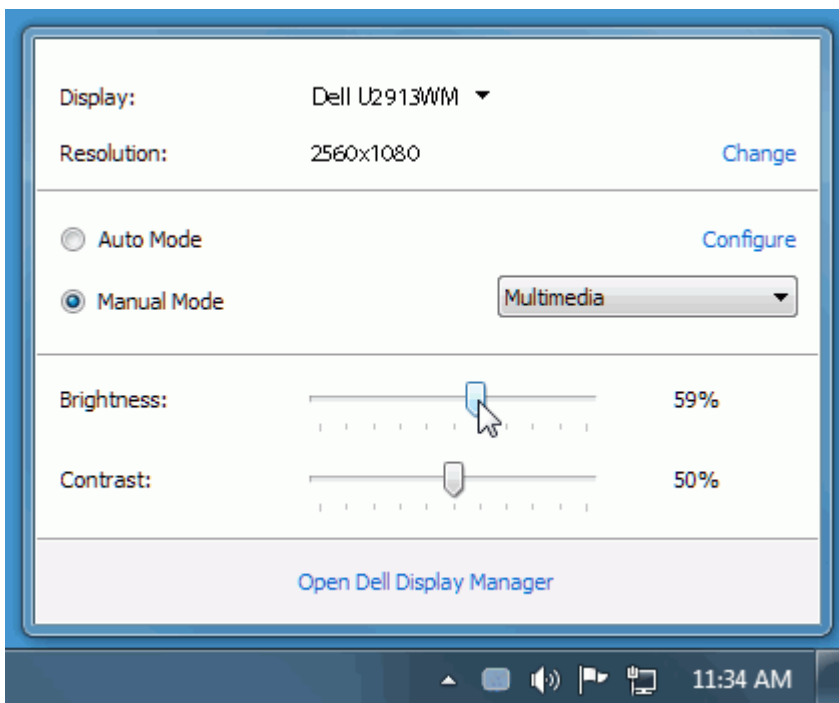 Display: Dell U2913WM
Resolution: 2560x1080 Change
Auto Mode Configure
Manual Mode Multimedia
Brightness: 59%
Contrast: 50%
Open Dell Display Manager
11:34 AM